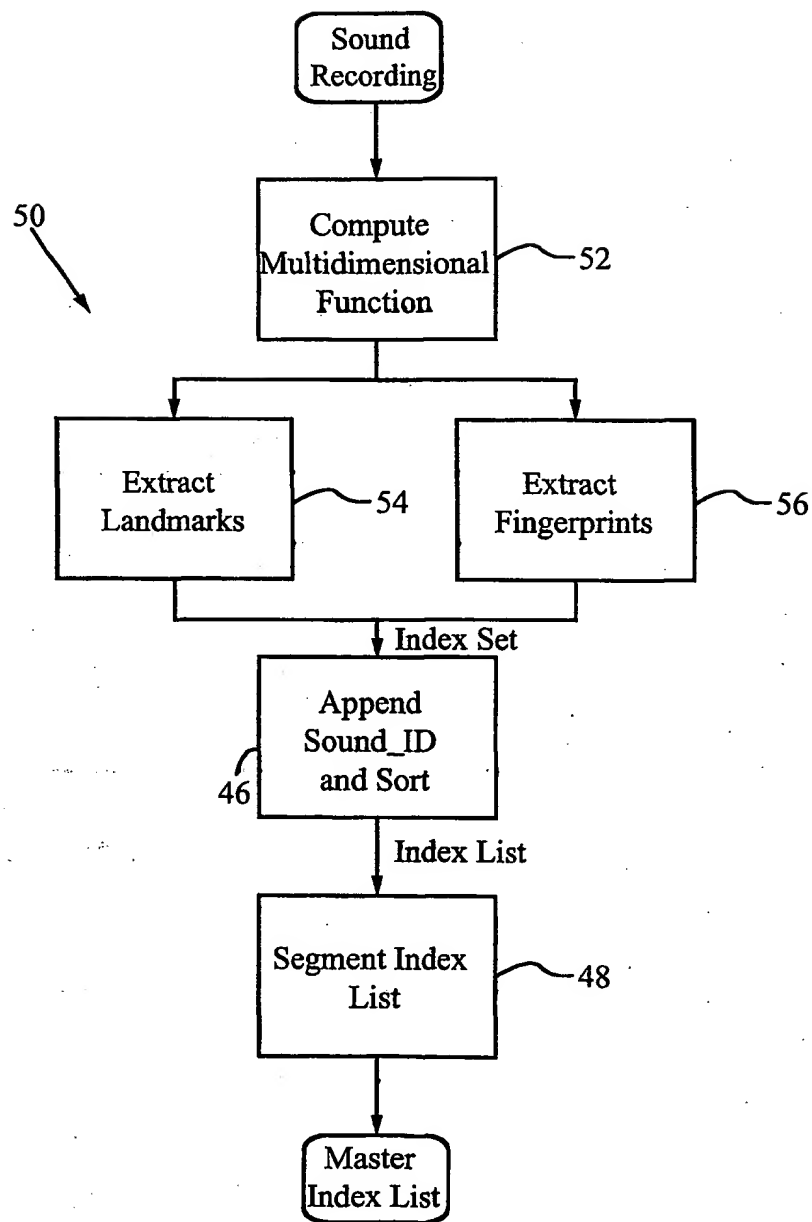 Sound
Recording
50
Compute
Multidimensional
Function
52
Extract
Landmarks
54
Extract
Fingerprints
56
Index Set
Append
Sound_ID
and Sort
46
Index List
Segment Index
List
48
Master
Index List